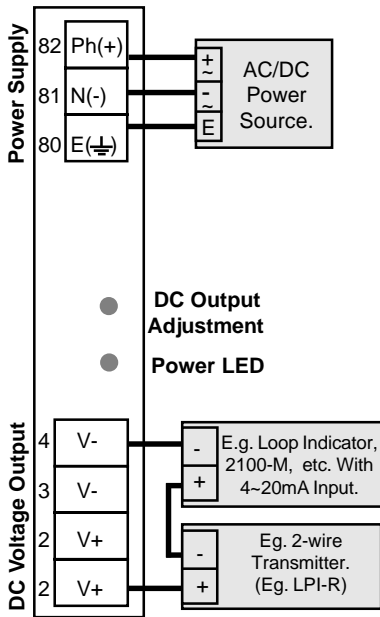 Power Supply
82 Ph(+) + ~
81 N(-) - ~
80 E(⏚) E
AC/DC
Power
Source.
DC Output
Adjustment
Power LED
DC Voltage Output
4 V- -
3 V- +
2 V+ -
2 V+ +
E.g. Loop Indicator,
2100-M, etc. With
4~20mA Input.
Eg. 2-wire
Transmitter.
(Eg. LPI-R)